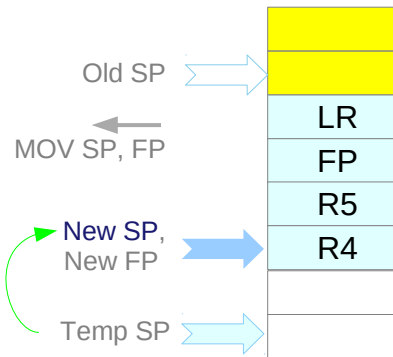 Old SP
LR
MOV SP, FP
FP
R5
New SP,
R4
New FP
Temp SP